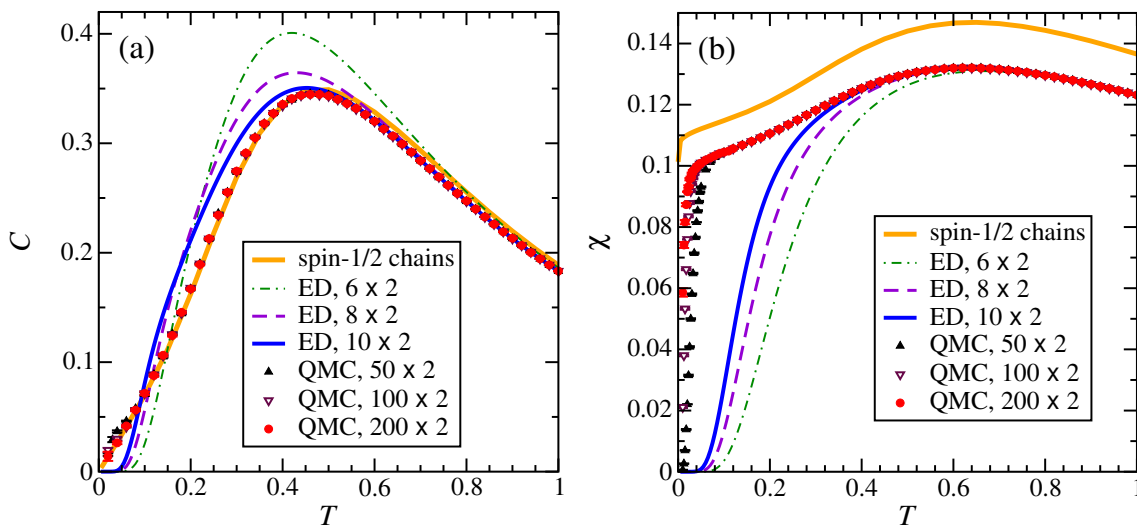 (a)
0.4
0.3
0.2
0.1
0
C
spin-1/2 chains
ED, 6 x 2
ED, 8 x 2
ED, 10 x 2
QMC, 50 x 2
QMC, 100 x 2
QMC, 200 x 2
0 0.2 0.4 0.6 0.8 1
T
(b)
0.14
0.12
0.1
0.08
0.06
0.04
0.02
0
χ
spin-1/2 chains
ED, 6 x 2
ED, 8 x 2
ED, 10 x 2
QMC, 50 x 2
QMC, 100 x 2
QMC, 200 x 2
0 0.2 0.4 0.6 0.8 1
T